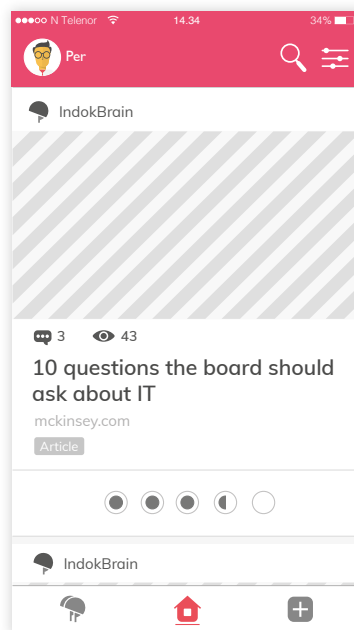 N Telenor 14.34 34%
Per
IndokBrain
3 43
10 questions the board should
ask about IT
mckinsey.com
Article
IndokBrain